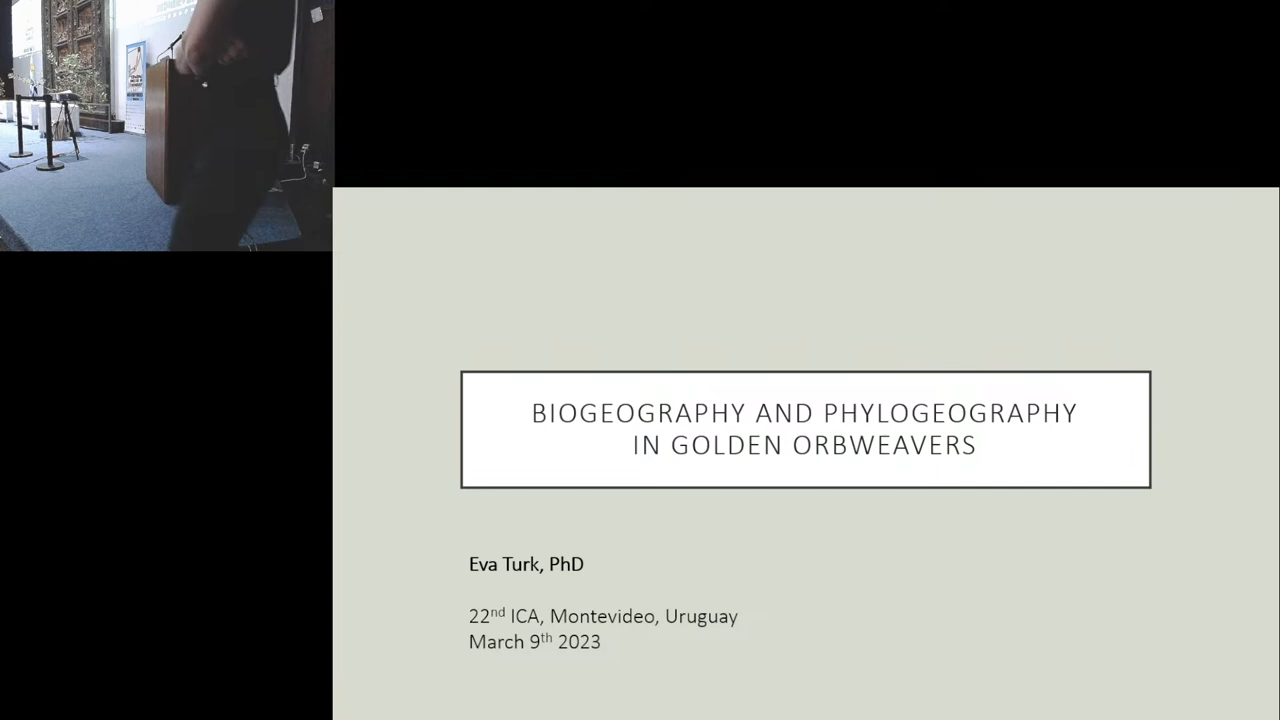 BIOGEOGRAPHY AND PHYLOGEOGRAPHY
IN GOLDEN ORBWEAVERS
Eva Turk, PhD
22nd ICA, Montevideo, Uruguay
March 9th 2023